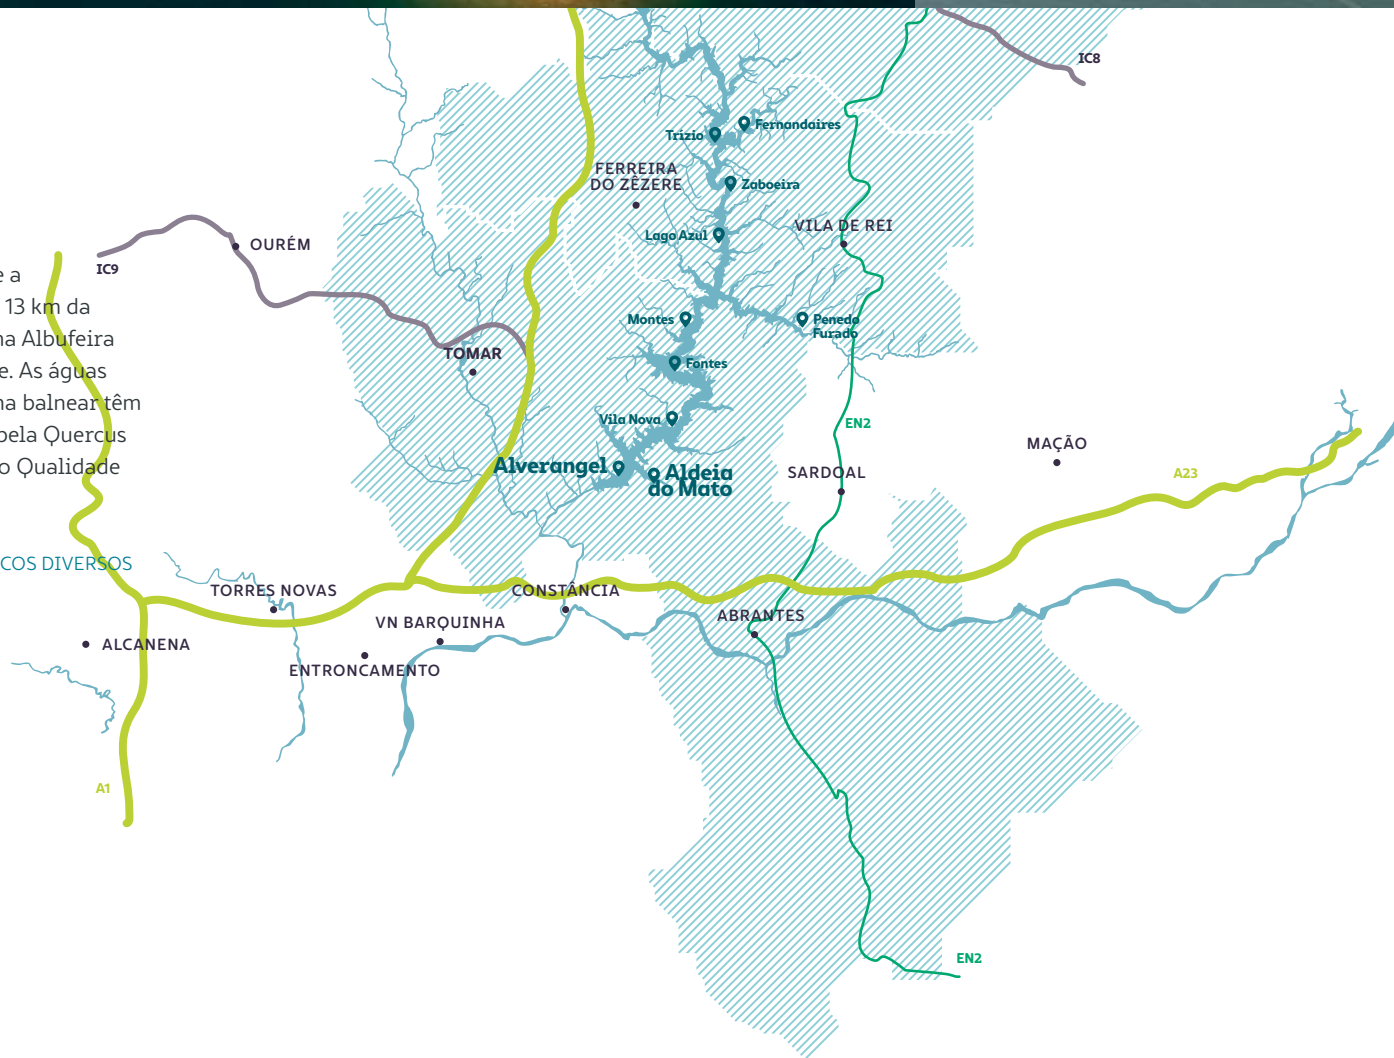 IC8
Fernandaires
Trízio
FERREIRA
DO ZÊZERE
Zaboeira
VILA DE REI
Lago Azul
OURÉM
IC9
e a
13 km da
na Albufeira
e. As águas
na balnear têm
pela Quercus
o Qualidade
Montes
Penedo
Furado
TOMAR
Fontes
Vila Nova
EN2
MAÇÃO
Alverangel
Aldeia
do Mato
SARDOAL
A23
COS DIVERSOS
TORRES NOVAS
CONSTÂNCIA
VN BARQUINHA
ABRANTES
ALCANENA
ENTRONCAMENTO
A1
EN2